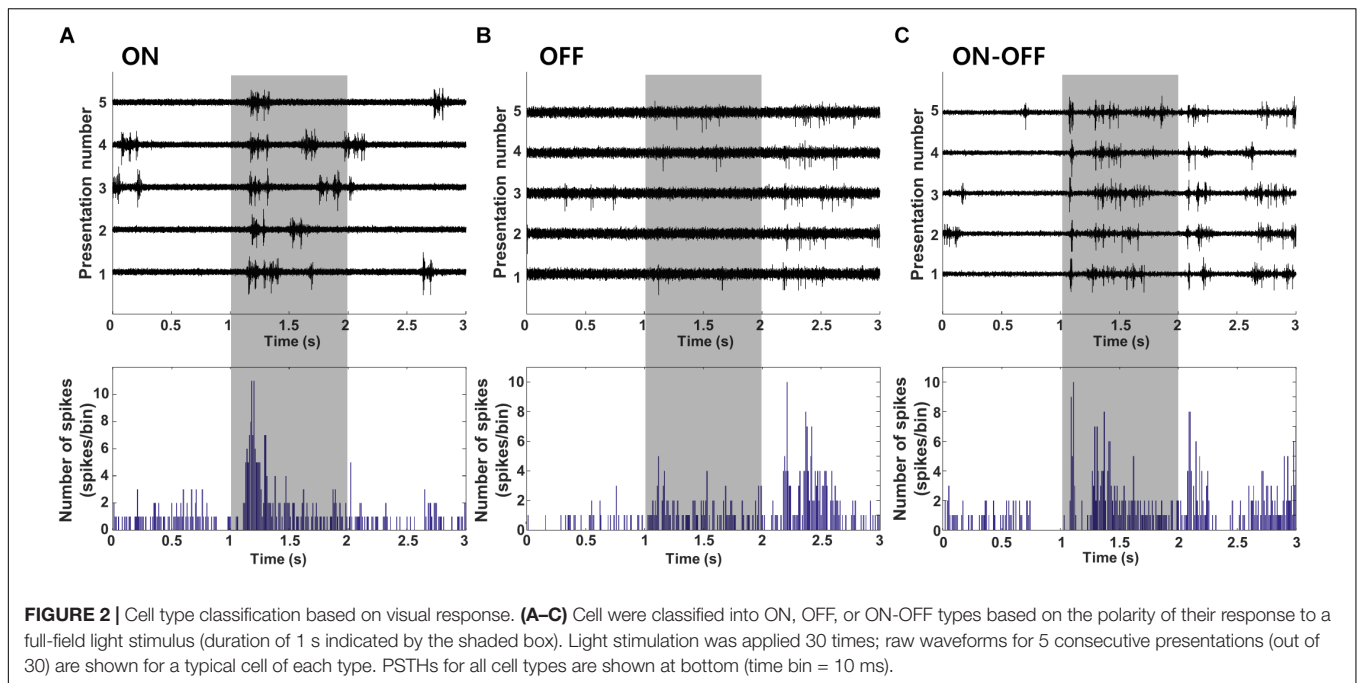 A
ON
Presentation number
5
4
3
2
1
0 0.5 1 1.5 2 2.5 3
Time (s)
Number of spikes
(spikes/bin)
10
8
6
4
2
0
0 0.5 1 1.5 2 2.5 3
Time (s)
B
OFF
Presentation number
5
4
3
2
1
0 0.5 1 1.5 2 2.5 3
Time (s)
Number of spikes
(spikes/bin)
10
8
6
4
2
0
0 0.5 1 1.5 2 2.5 3
Time (s)
C
ON-OFF
Presentation number
5
4
3
2
1
0 0.5 1 1.5 2 2.5 3
Time (s)
Number of spikes
(spikes/bin)
10
8
6
4
2
0
0 0.5 1 1.5 2 2.5 3
Time (s)
FIGURE 2 | Cell type classification based on visual response. (A–C) Cell were classified into ON, OFF, or ON-OFF types based on the polarity of their response to a
full-field light stimulus (duration of 1 s indicated by the shaded box). Light stimulation was applied 30 times; raw waveforms for 5 consecutive presentations (out of
30) are shown for a typical cell of each type. PSTHs for all cell types are shown at bottom (time bin = 10 ms).